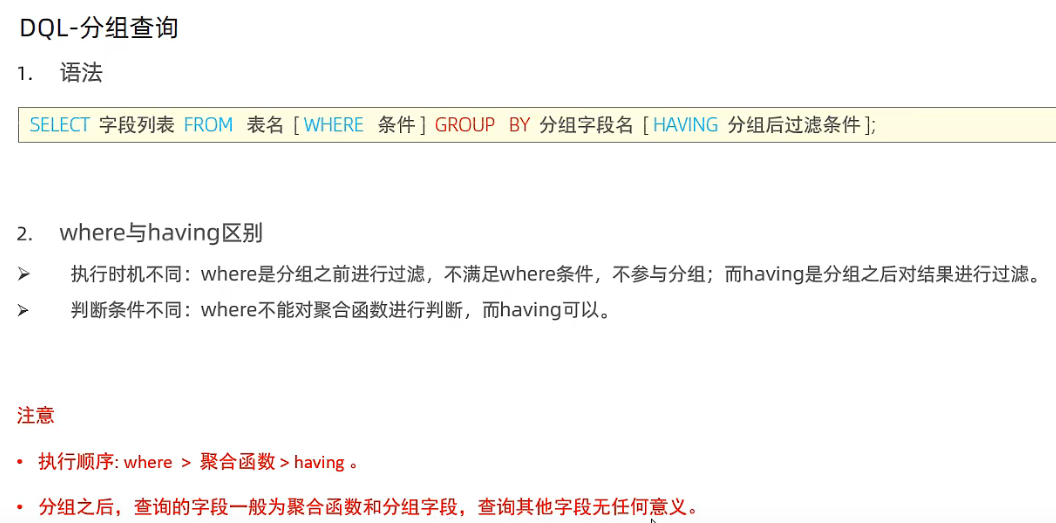 DQL-分组查询
1. 语法
SELECT 字段列表 FROM 表名 [ WHERE 条件 ] GROUP BY 分组字段名 [ HAVING 分组后过滤条件 ];
2. where与having区别
➢ 执行时机不同：where是分组之前进行过滤，不满足where条件，不参与分组；而having是分组之后对结果进行过滤。
➢ 判断条件不同：where不能对聚合函数进行判断，而having可以。
注意
• 执行顺序: where > 聚合函数 > having 。
• 分组之后，查询的字段一般为聚合函数和分组字段，查询其他字段无任何意义。